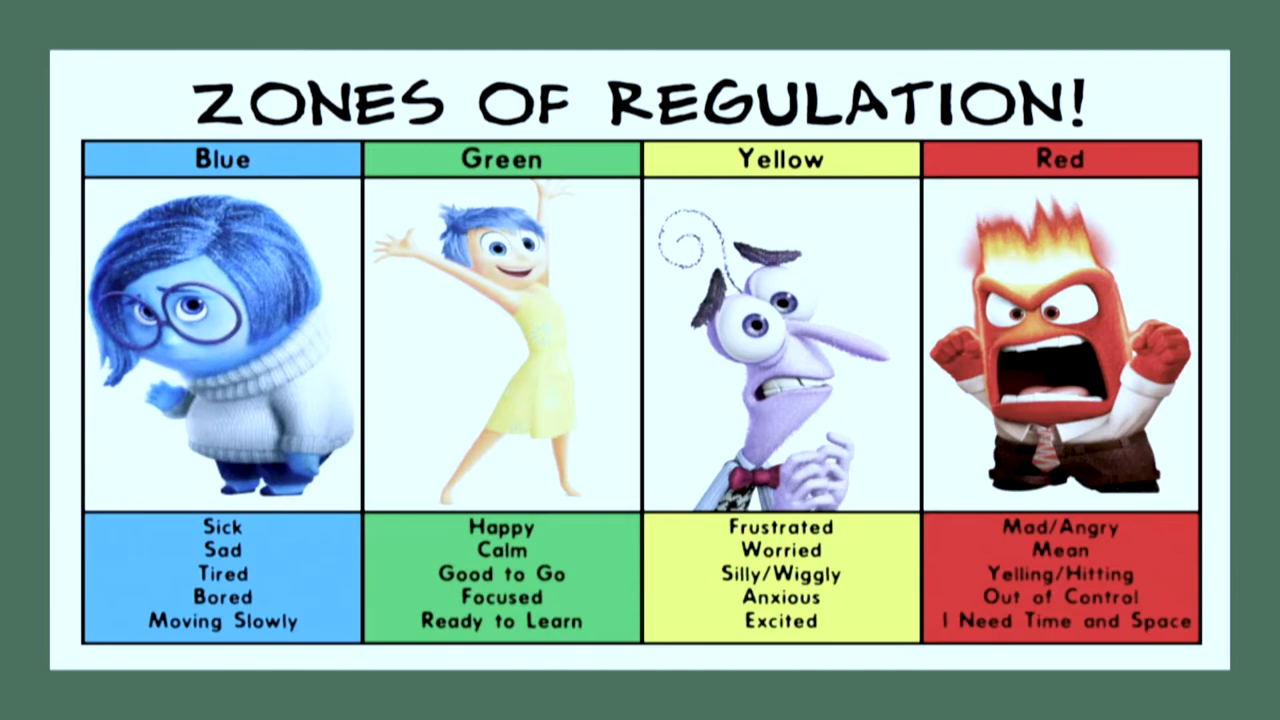 ZONES OF REGULATION!
Blue
Green
Yellow
Red
Sick
Sad
Tired
Bored
Moving Slowly
Happy
Calm
Good to Go
Focused
Ready to Learn
Frustrated
Worried
Silly/Wiggly
Anxious
Excited
Mad/Angry
Mean
Yelling/Hitting
Out of Control
I Need Time and Space